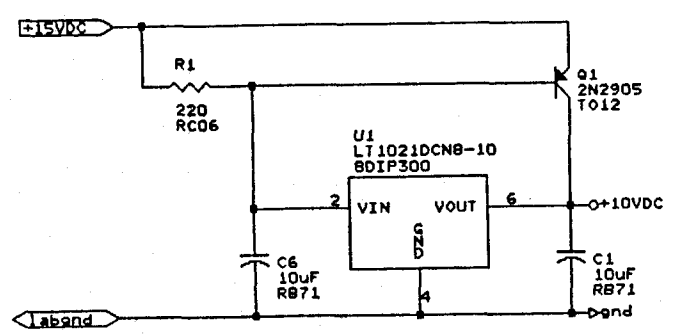 +15VDC
R1
220
RC06
Q1
2N2905
TO12
U1
LT1021DCN8-10
8DIP300
2
VIN
VOUT
6
GND
4
+10VDC
C6
10uF
RB71
C1
10uF
RB71
labgnd
gnd